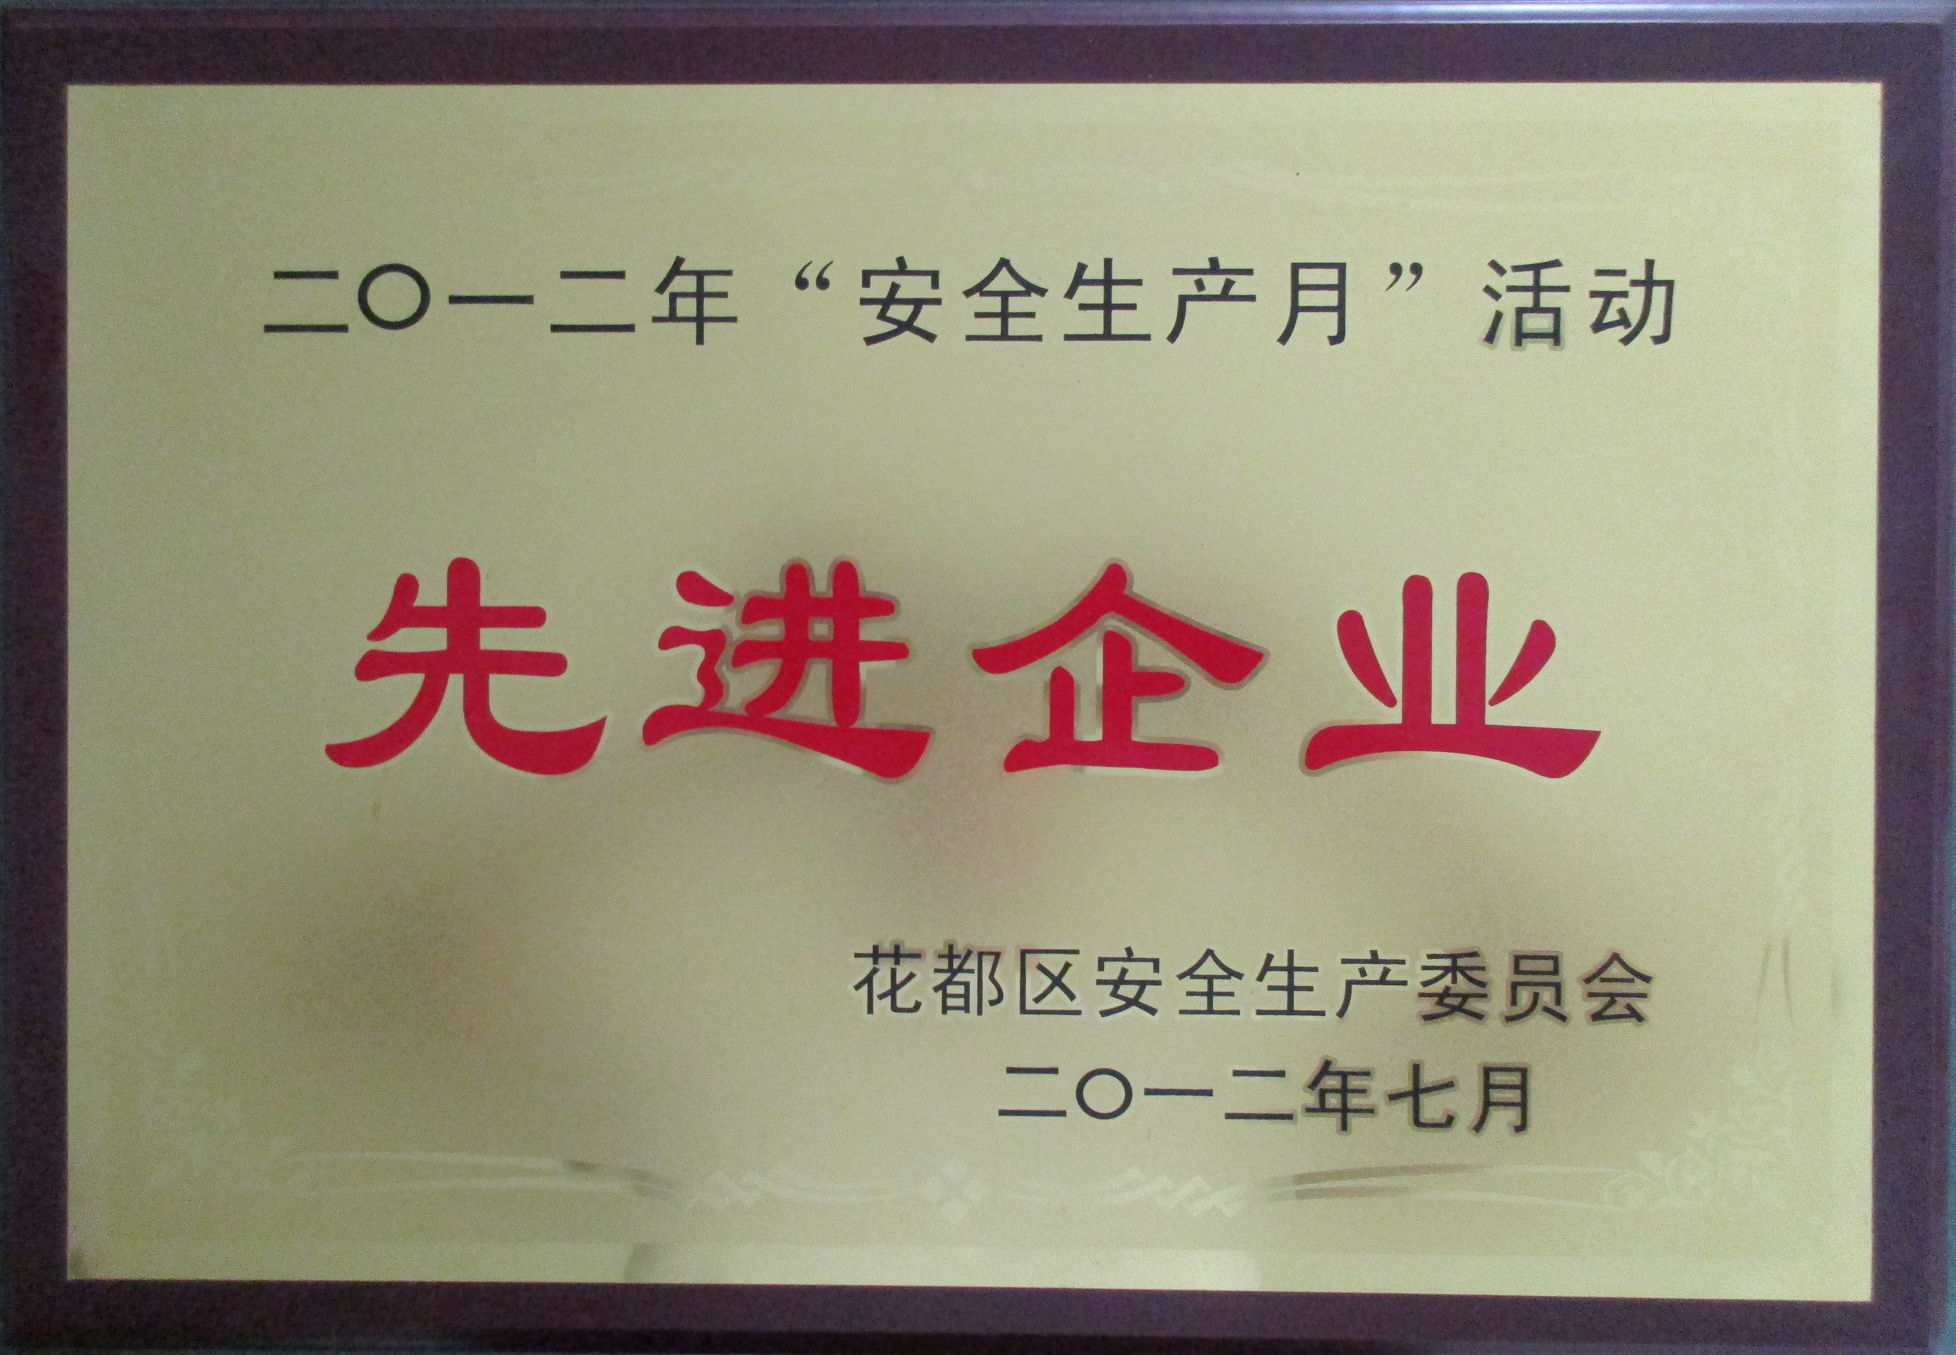 二〇一二年“安全生产月”活动
先进企业
花都区安全生产委员会
二〇一二年七月